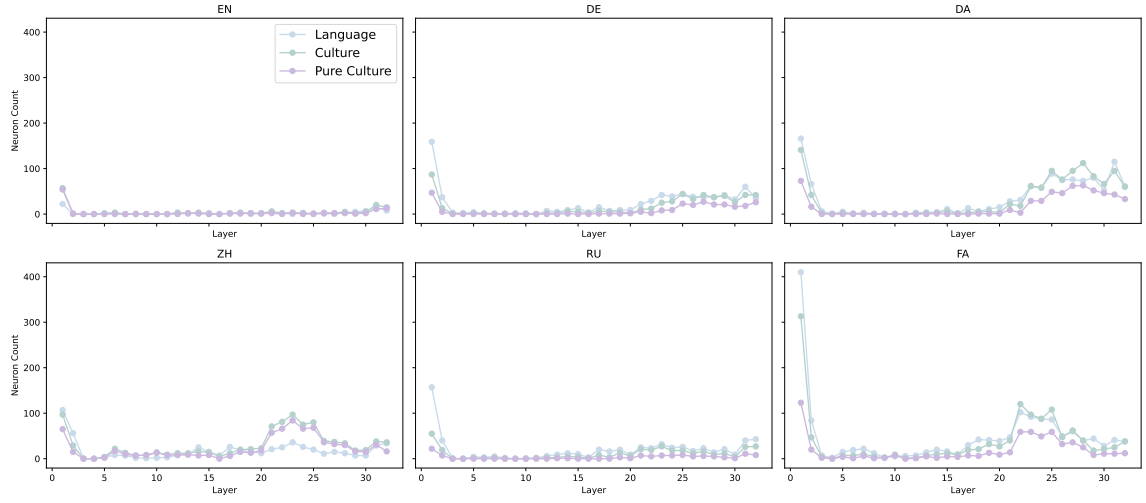 EN
DE
DA
400
300
200
100
0
Neuron Count
Language
Culture
Pure Culture
Layer
Layer
Layer
ZH
RU
FA
400
300
200
100
0
Neuron Count
0 5 10 15 20 25 30
0 5 10 15 20 25 30
0 5 10 15 20 25 30
Layer
Layer
Layer